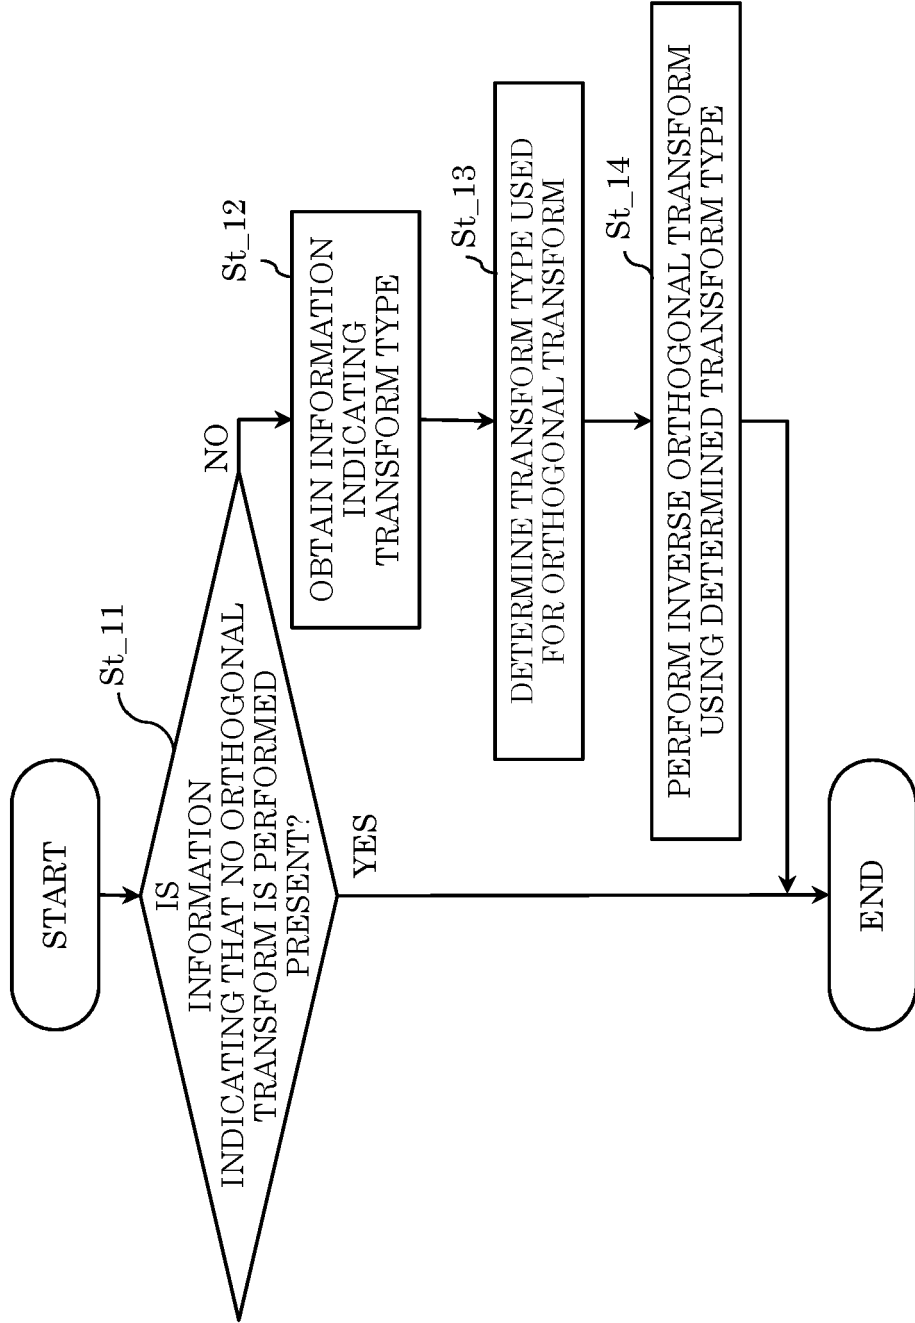 START
St_11
IS
INFORMATION
INDICATING THAT NO ORTHOGONAL
TRANSFORM IS PERFORMED
PRESENT?
NO
YES
St_12
OBTAIN INFORMATION
INDICATING
TRANSFORM TYPE
St_13
DETERMINE TRANSFORM TYPE USED
FOR ORTHOGONAL TRANSFORM
St_14
PERFORM INVERSE ORTHOGONAL TRANSFORM
USING DETERMINED TRANSFORM TYPE
END